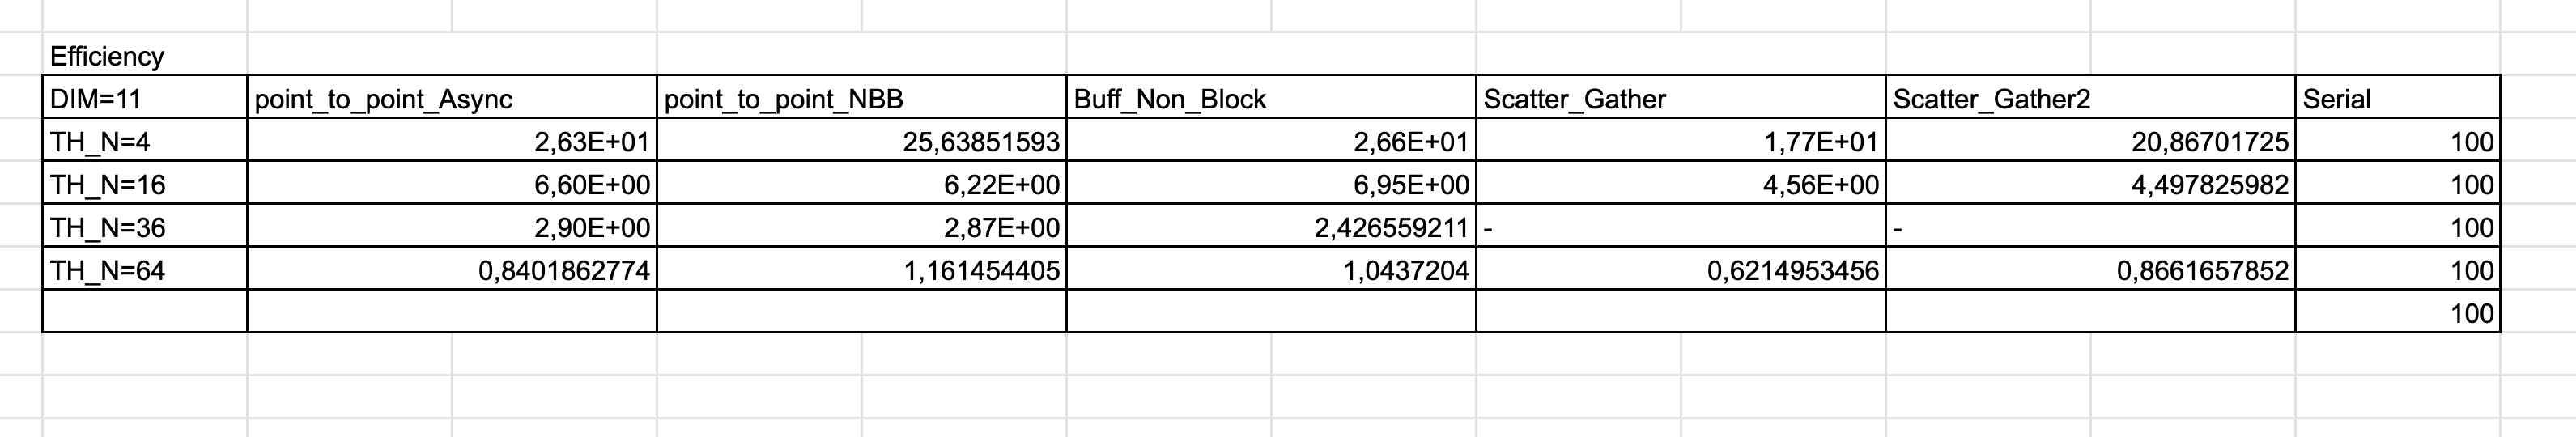 Efficiency
DIM=11 point_to_point_Async point_to_point_NBB Buff_Non_Block Scatter_Gather Scatter_Gather2 Serial
TH_N=4 2,63E+01 25,63851593 2,66E+01 1,77E+01 20,86701725 100
TH_N=16 6,60E+00 6,22E+00 6,95E+00 4,56E+00 4,497825982 100
TH_N=36 2,90E+00 2,87E+00 2,426559211 - - 100
TH_N=64 0,8401862774 1,161454405 1,0437204 0,6214953456 0,8661657852 100
100